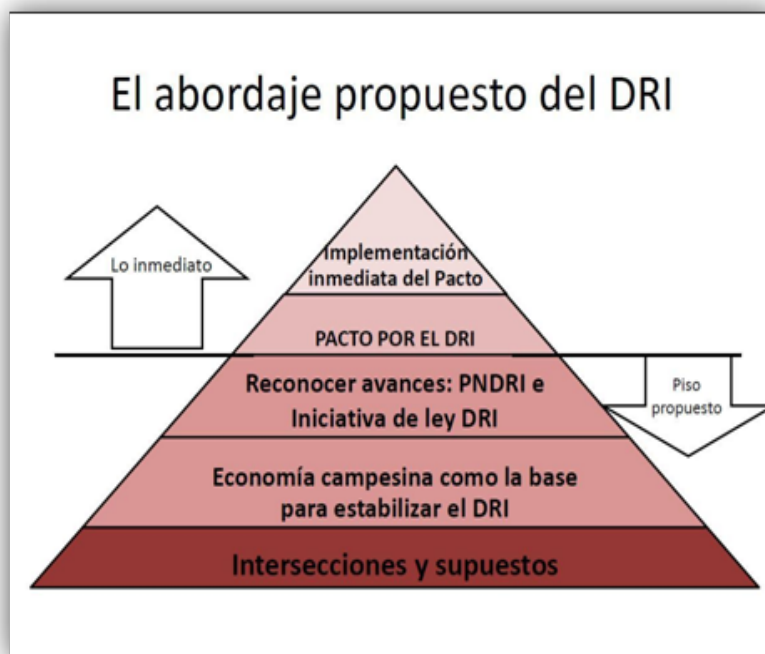 El abordaje propuesto del DRI
Lo inmediato
Implementación
inmediata del Pacto
PACTO POR EL DRI
Reconocer avances: PNDRI e
Iniciativa de ley DRI
Piso
propuesto
Economía campesina como la base
para estabilizar el DRI
Intersecciones y supuestos